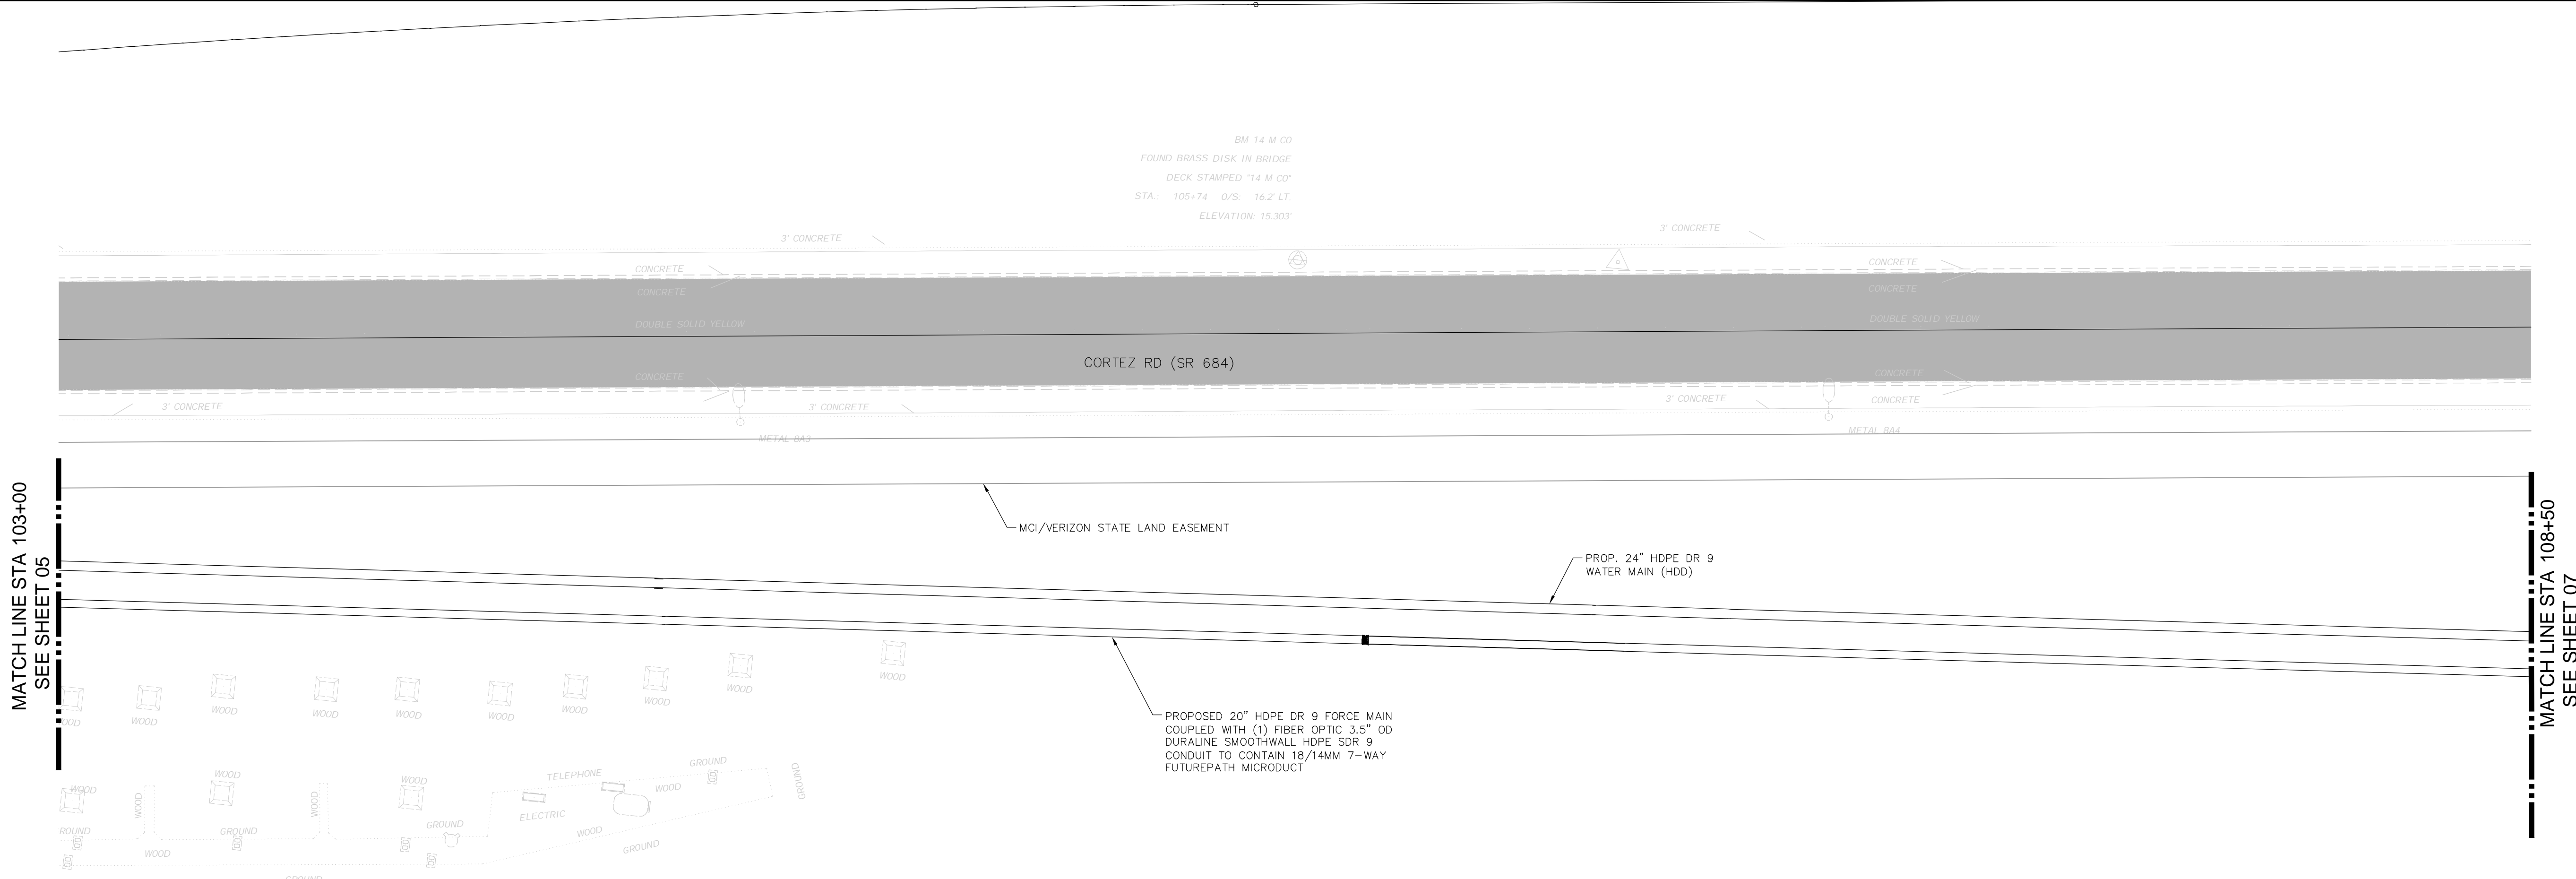 BM 14 M CO
FOUND BRASS DISK IN BRIDGE
DECK STAMPED "14 M CO"
STA.: 105+74 O/S: 16.2' LT.
ELEVATION: 15.303'
3' CONCRETE
3' CONCRETE
CONCRETE
CONCRETE
CONCRETE
CONCRETE
DOUBLE SOLID YELLOW
DOUBLE SOLID YELLOW
CORTEZ RD (SR 684)
CONCRETE
CONCRETE
3' CONCRETE
3' CONCRETE
3' CONCRETE
CONCRETE
METAL 8A3
METAL 8A4
MATCH LINE STA 103+00
SEE SHEET 05
MCI/VERIZON STATE LAND EASEMENT
PROP. 24" HDPE DR 9
WATER MAIN (HDD)
MATCH LINE STA 108+50
SEE SHEET 07
WOOD
WOOD
WOOD
WOOD
WOOD
WOOD
WOOD
WOOD
WOOD
PROPOSED 20" HDPE DR 9 FORCE MAIN
COUPLED WITH (1) FIBER OPTIC 3.5" OD
DURALINE SMOOTHWALL HDPE SDR 9
CONDUIT TO CONTAIN 18/14MM 7-WAY
FUTUREPATH MICRODUCT
WOOD
WOOD
WOOD
TELEPHONE
GROUND
GROUND
WOOD
WOOD
WOOD
ELECTRIC
WOOD
ROUND
GROUND
GROUND
WOOD
GROUND